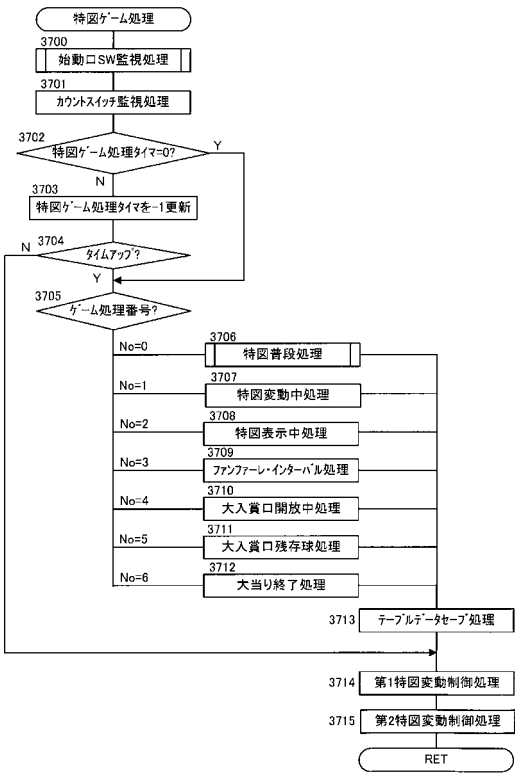 特図ゲーム処理
3700
始動口SW監視処理
3701
カウントスイッチ監視処理
3702
特図ゲーム処理タイマ=0?
Y
N
3703
特図ゲーム処理タイマを-1更新
3704
N
タイムアップ?
Y
3705
ゲーム処理番号?
No=0
3706
特図普段処理
No=1
3707
特図変動中処理
No=2
3708
特図表示中処理
No=3
3709
ファンファーレ・インターバル処理
No=4
3710
大入賞口開放中処理
No=5
3711
大入賞口残存球処理
No=6
3712
大当り終了処理
3713
テーブルデータセーブ処理
3714
第1特図変動制御処理
3715
第2特図変動制御処理
RET